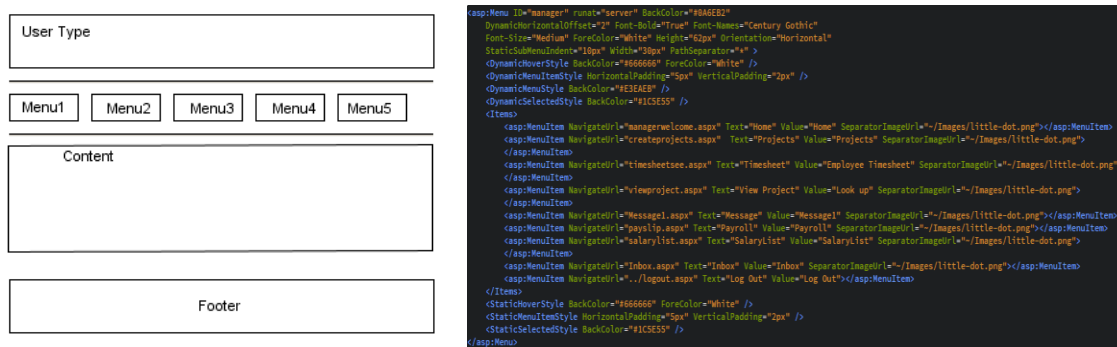 User Type
Menu1 Menu2 Menu3 Menu4 Menu5
Content
Footer
<asp:Menu ID="manager" runat="server" BackColor="#0A6EB2"
DynamicHorizontalOffset="2" Font-Bold="True" Font-Names="Century Gothic"
Font-Size="Medium" ForeColor="White" Height="62px" Orientation="Horizontal"
StaticSubMenuIndent="10px" Width="30px" PathSeparator="+" >
<DynamicHoverStyle BackColor="#666666" ForeColor="White" />
<DynamicMenuItemStyle HorizontalPadding="5px" VerticalPadding="2px" />
<DynamicMenuStyle BackColor="#E3EAEB" />
<DynamicSelectedStyle BackColor="#1C5E55" />
<Items>
<asp:MenuItem NavigateUrl="managerwelcome.aspx" Text="Home" Value="Home" SeparatorImageUrl="~/Images/little-dot.png"></asp:MenuItem>
<asp:MenuItem NavigateUrl="createprojects.aspx"  Text="Projects" Value="Projects" SeparatorImageUrl="~/Images/little-dot.png">
</asp:MenuItem>
<asp:MenuItem NavigateUrl="timesheetsee.aspx" Text="Timesheet" Value="Employee Timesheet" SeparatorImageUrl="~/Images/little-dot.png"
</asp:MenuItem>
<asp:MenuItem NavigateUrl="viewproject.aspx" Text="View Project" Value="Look up" SeparatorImageUrl="~/Images/little-dot.png">
</asp:MenuItem>
<asp:MenuItem NavigateUrl="Message1.aspx" Text="Message" Value="Message1" SeparatorImageUrl="~/Images/little-dot.png"></asp:MenuItem>
<asp:MenuItem NavigateUrl="payslip.aspx" Text="Payroll" Value="Payroll" SeparatorImageUrl="~/Images/little-dot.png"></asp:MenuItem>
<asp:MenuItem NavigateUrl="salarylist.aspx" Text="SalaryList" Value="SalaryList" SeparatorImageUrl="~/Images/little-dot.png">
</asp:MenuItem>
<asp:MenuItem NavigateUrl="Inbox.aspx" Text="Inbox" Value="Inbox" SeparatorImageUrl="~/Images/little-dot.png"></asp:MenuItem>
<asp:MenuItem NavigateUrl="../logout.aspx" Text="Log Out" Value="Log Out"></asp:MenuItem>
</Items>
<StaticHoverStyle BackColor="#666666" ForeColor="White" />
<StaticMenuItemStyle HorizontalPadding="5px" VerticalPadding="2px" />
<StaticSelectedStyle BackColor="#1C5E55" />
</asp:Menu>